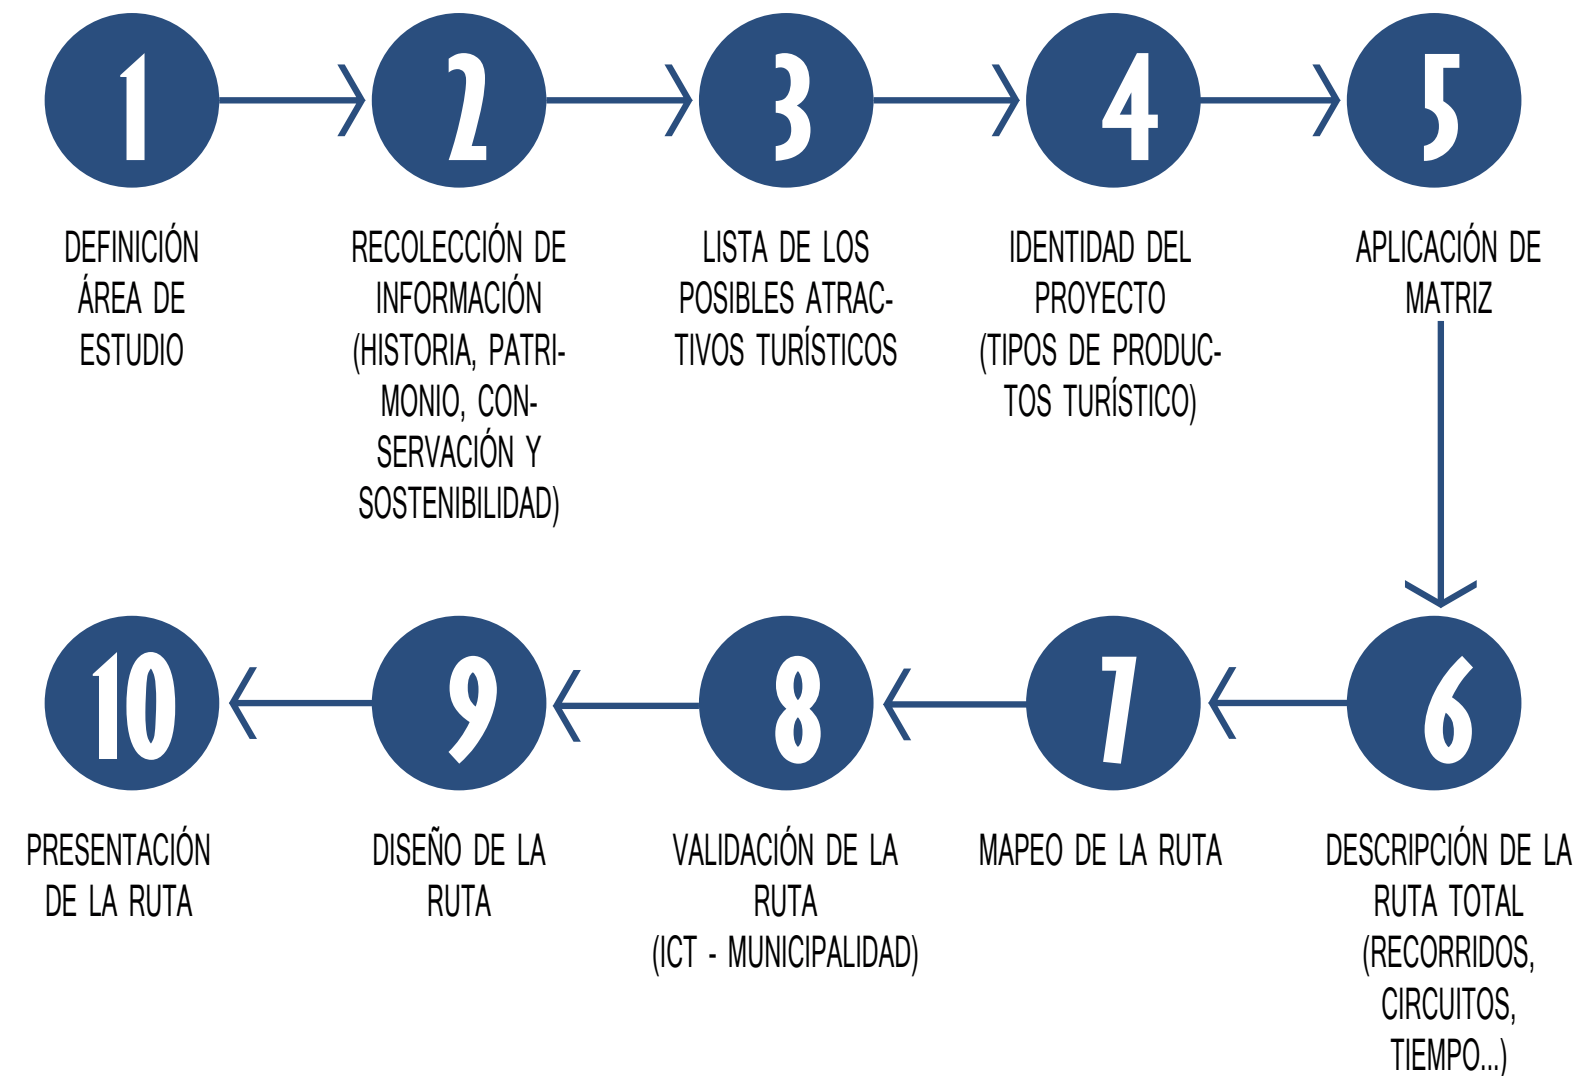 1
DEFINICIÓN
ÁREA DE
ESTUDIO
2
RECOLECCIÓN DE
INFORMACIÓN
(HISTORIA, PATRI-
MONIO, CON-
SERVACIÓN Y
SOSTENIBILIDAD)
3
LISTA DE LOS
POSIBLES ATRAC-
TIVOS TURÍSTICOS
4
IDENTIDAD DEL
PROYECTO
(TIPOS DE PRODUC-
TOS TURÍSTICO)
5
APLICACIÓN DE
MATRIZ
6
DESCRIPCIÓN DE LA
RUTA TOTAL
(RECORRIDOS,
CIRCUITOS,
TIEMPO...)
7
MAPEO DE LA RUTA
8
VALIDACIÓN DE LA
RUTA
(ICT - MUNICIPALIDAD)
9
DISEÑO DE LA
RUTA
10
PRESENTACIÓN
DE LA RUTA